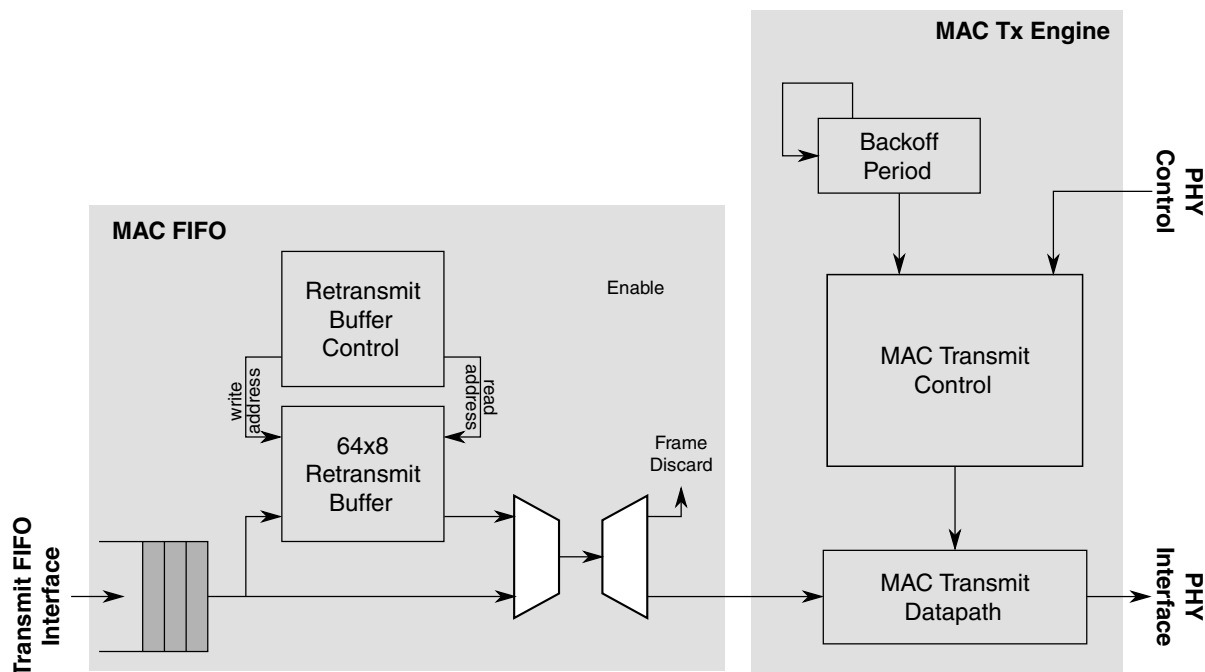 MAC Tx Engine
Backoff
Period
PHY
Control
MAC FIFO
Retransmit
Buffer
Control
Enable
write
address
read
address
MAC Transmit
Control
64x8
Retransmit
Buffer
Frame
Discard
Transmit FIFO
Interface
MAC Transmit
Datapath
PHY
Interface